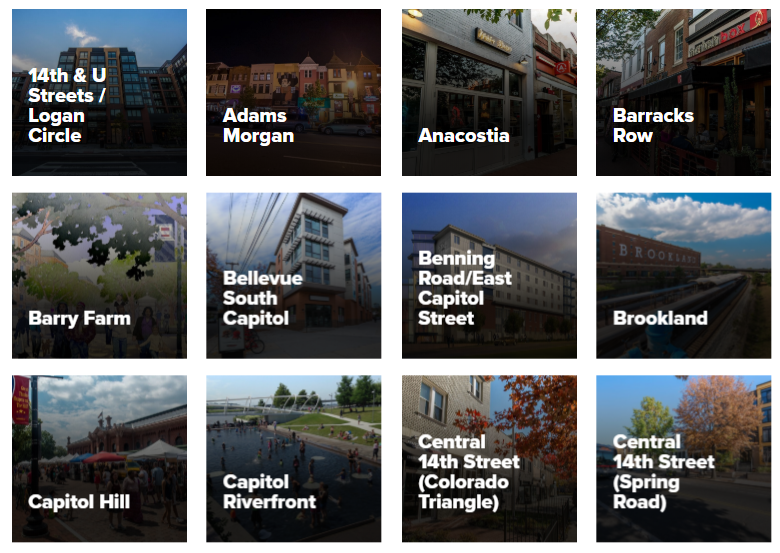 14th & U
Streets /
Logan
Circle
Adams
Morgan
Anacostia
Barracks
Row
Barry Farm
Bellevue
South
Capitol
Benning
Road/East
Capitol
Street
BROOKLAND
Brookland
Capitol Hill
Capitol
Riverfront
Central
14th Street
(Colorado
Triangle)
Central
14th Street
(Spring
Road)